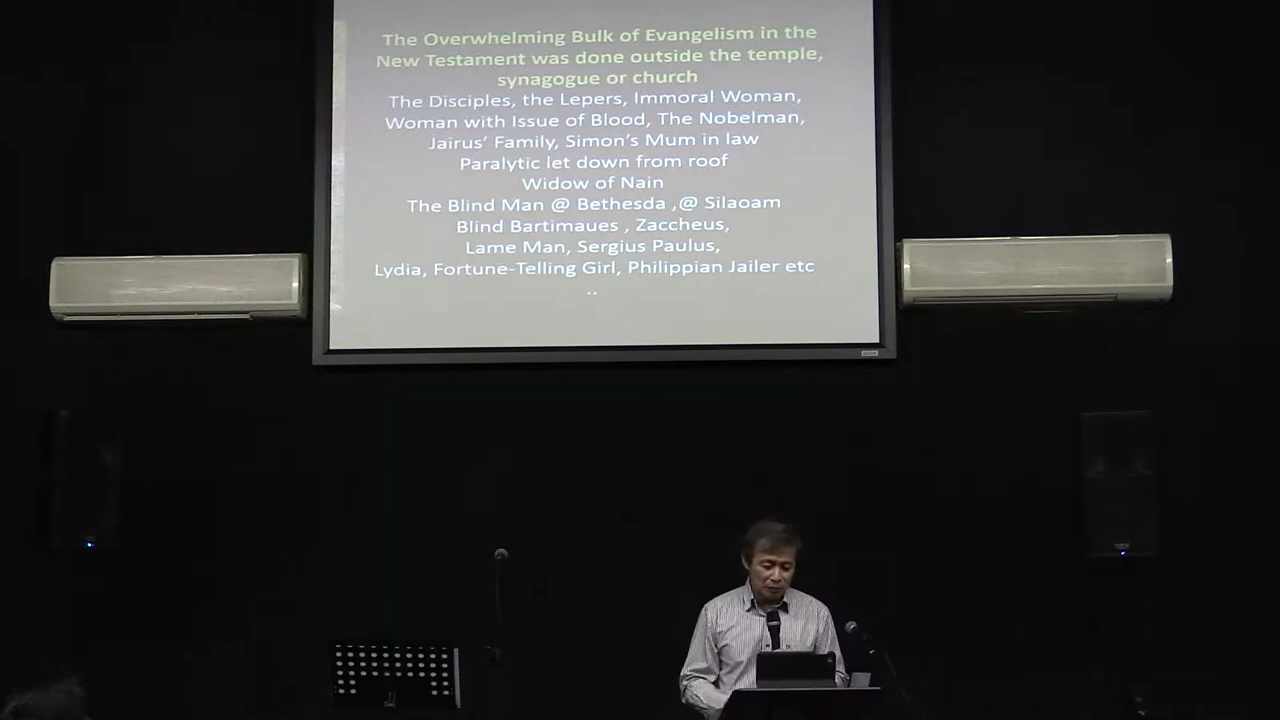 The Overwhelming Bulk of Evangelism in the
New Testament was done outside the temple,
synagogue or church
The Disciples, the Lepers, Immoral Woman,
Woman with Issue of Blood, The Nobelman,
Jairus' Family, Simon's Mum in law
Paralytic let down from roof
Widow of Nain
The Blind Man @ Bethesda ,@ Silaoam
Blind Bartimaues , Zaccheus,
Lame Man, Sergius Paulus,
Lydia, Fortune-Telling Girl, Philippian Jailer etc
..